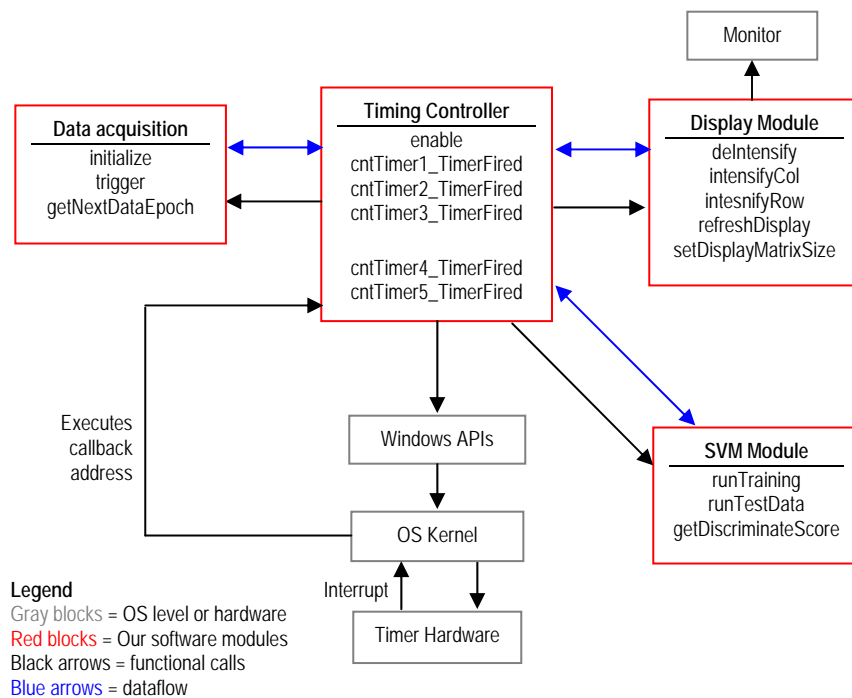 Monitor
Data acquisition
initialize
trigger
getNextDataEpoch
Timing Controller
enable
cntTimer1_TimerFired
cntTimer2_TimerFired
cntTimer3_TimerFired
cntTimer4_TimerFired
cntTimer5_TimerFired
Display Module
deIntensify
intensifyCol
intesnifyRow
refreshDisplay
setDisplayMatrixSize
Executes
callback
address
Windows APIs
SVM Module
runTraining
runTestData
getDiscriminateScore
OS Kernel
Interrupt
Timer Hardware
Legend
Gray blocks = OS level or hardware
Red blocks = Our software modules
Black arrows = functional calls
Blue arrows = dataflow